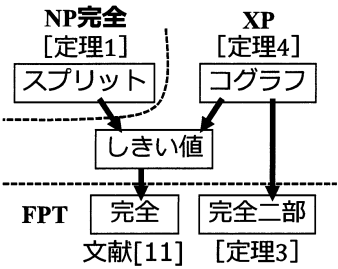 NP完全 XP
[定理1] [定理4]
スプリット コグラフ
しきい値
FPT 完全 完全二部
文献[11] [定理3]